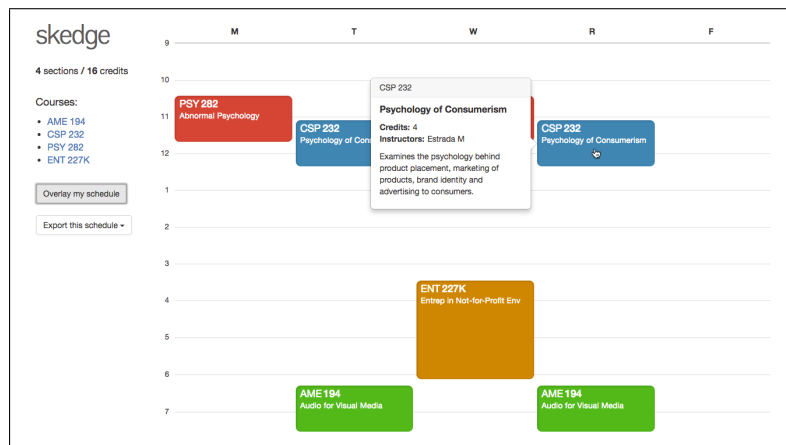 skedge
4 sections / 16 credits
Courses:
• AME 194
• CSP 232
• PSY 282
• ENT 227K
Overlay my schedule
Export this schedule
M T W R F
9
10
11
12
1
2
3
4
5
6
7
PSY 282
Abnormal Psychology
CSP 232
Psychology of Con
CSP 232
Psychology of Consumerism
Credits: 4
Instructors: Estrada M
Examines the psychology behind
product placement, marketing of
products, brand identity and
advertising to consumers.
CSP 232
Psychology of Consumerism
ENT 227K
Entrep in Not-for-Profit Env
AME 194
Audio for Visual Media
AME 194
Audio for Visual Media